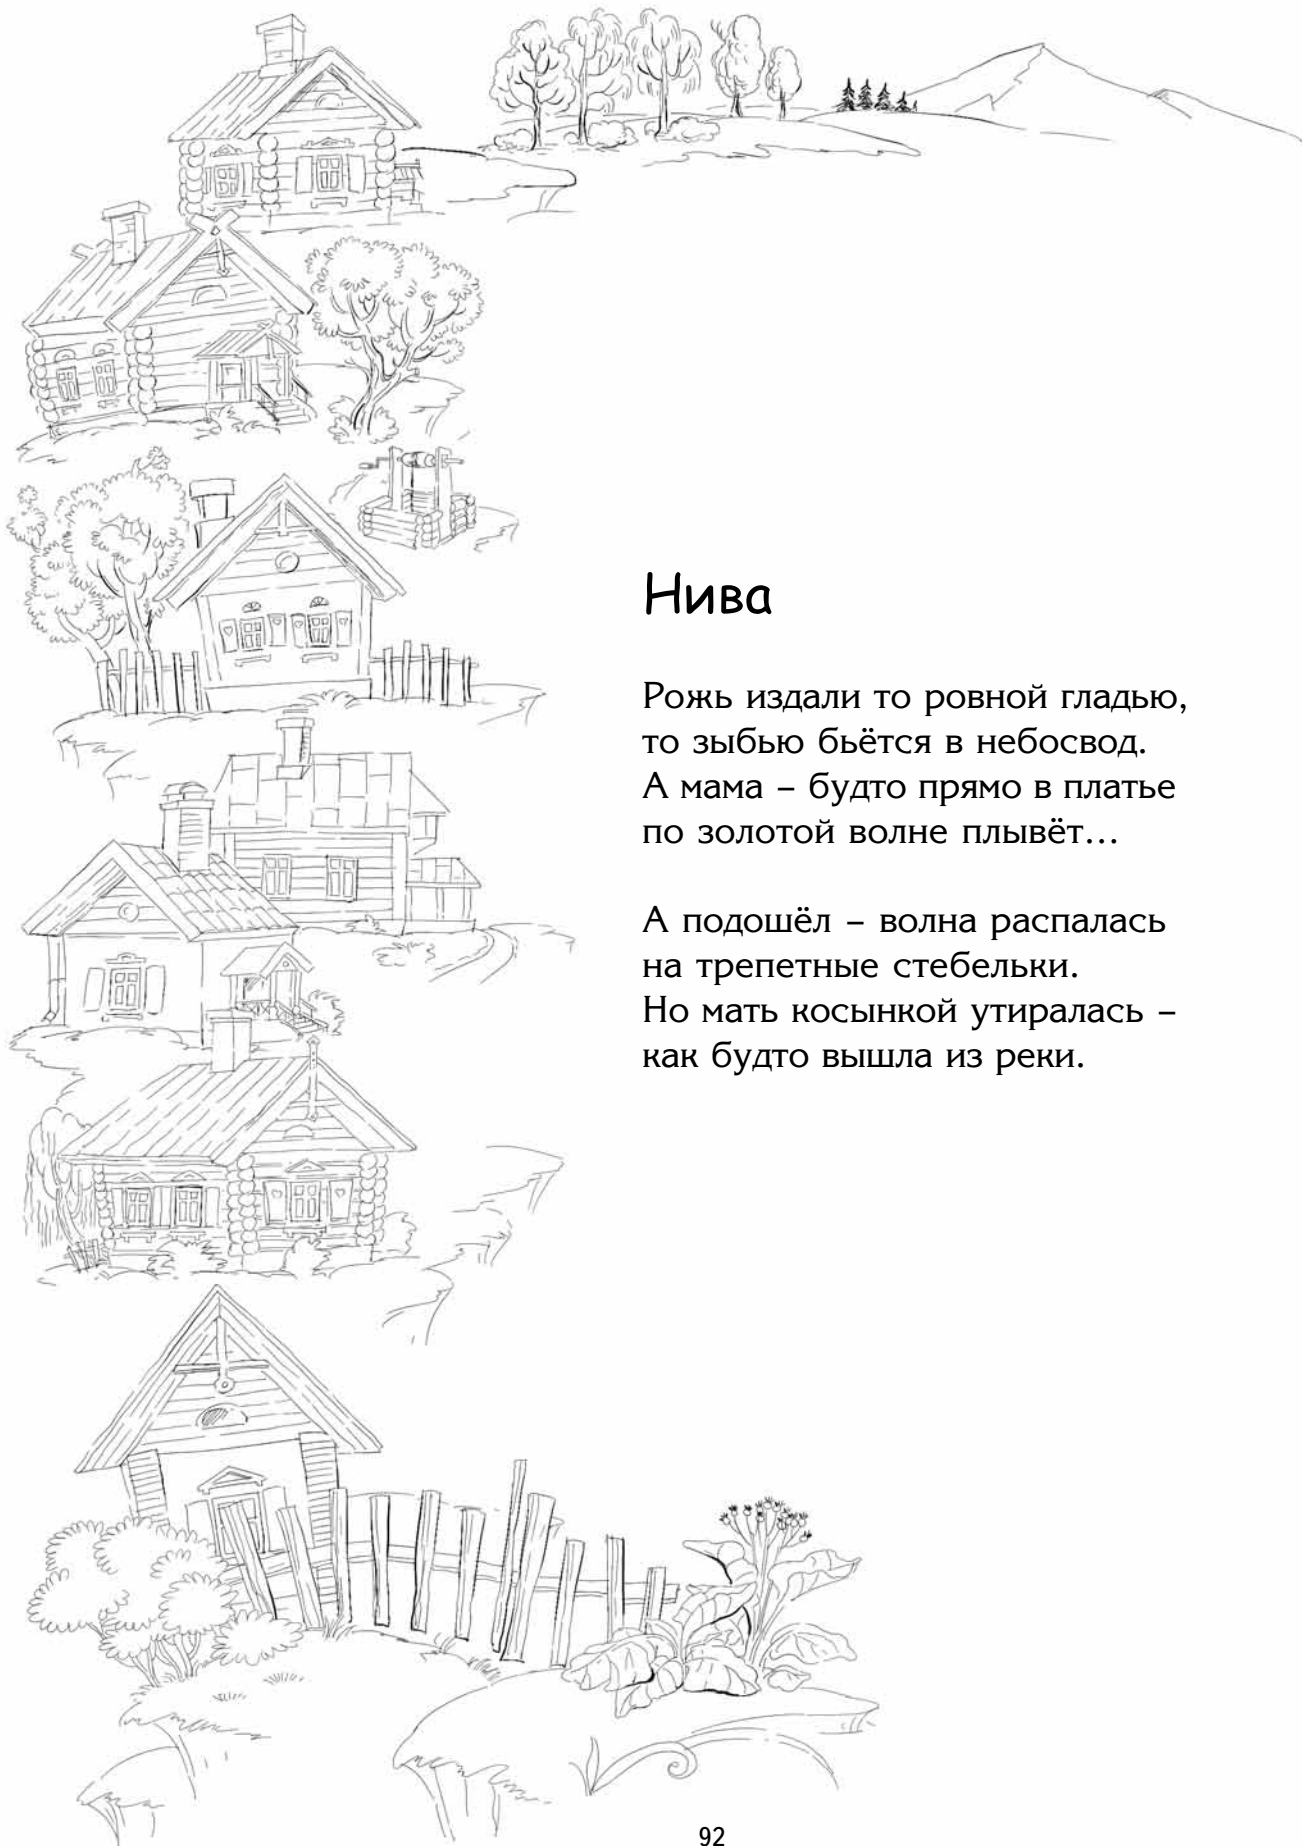 Нива
Рожь издали то ровной гладью,
то зыбью бьётся в небосвод.
А мама – будто прямо в платье
по золотой волне плывёт…
А подошёл – волна распалась
на трепетные стебельки.
Но мать косынкой утиралась –
как будто вышла из реки.
92